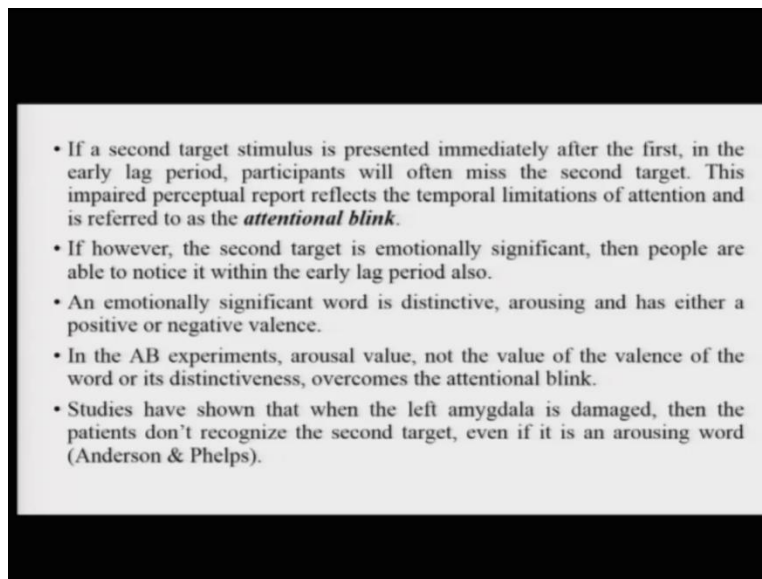 • If a second target stimulus is presented immediately after the first, in the
early lag period, participants will often miss the second target. This
impaired perceptual report reflects the temporal limitations of attention and
is referred to as the attentional blink.
• If however, the second target is emotionally significant, then people are
able to notice it within the early lag period also.
• An emotionally significant word is distinctive, arousing and has either a
positive or negative valence.
• In the AB experiments, arousal value, not the value of the valence of the
word or its distinctiveness, overcomes the attentional blink.
• Studies have shown that when the left amygdala is damaged, then the
patients don't recognize the second target, even if it is an arousing word
(Anderson & Phelps).